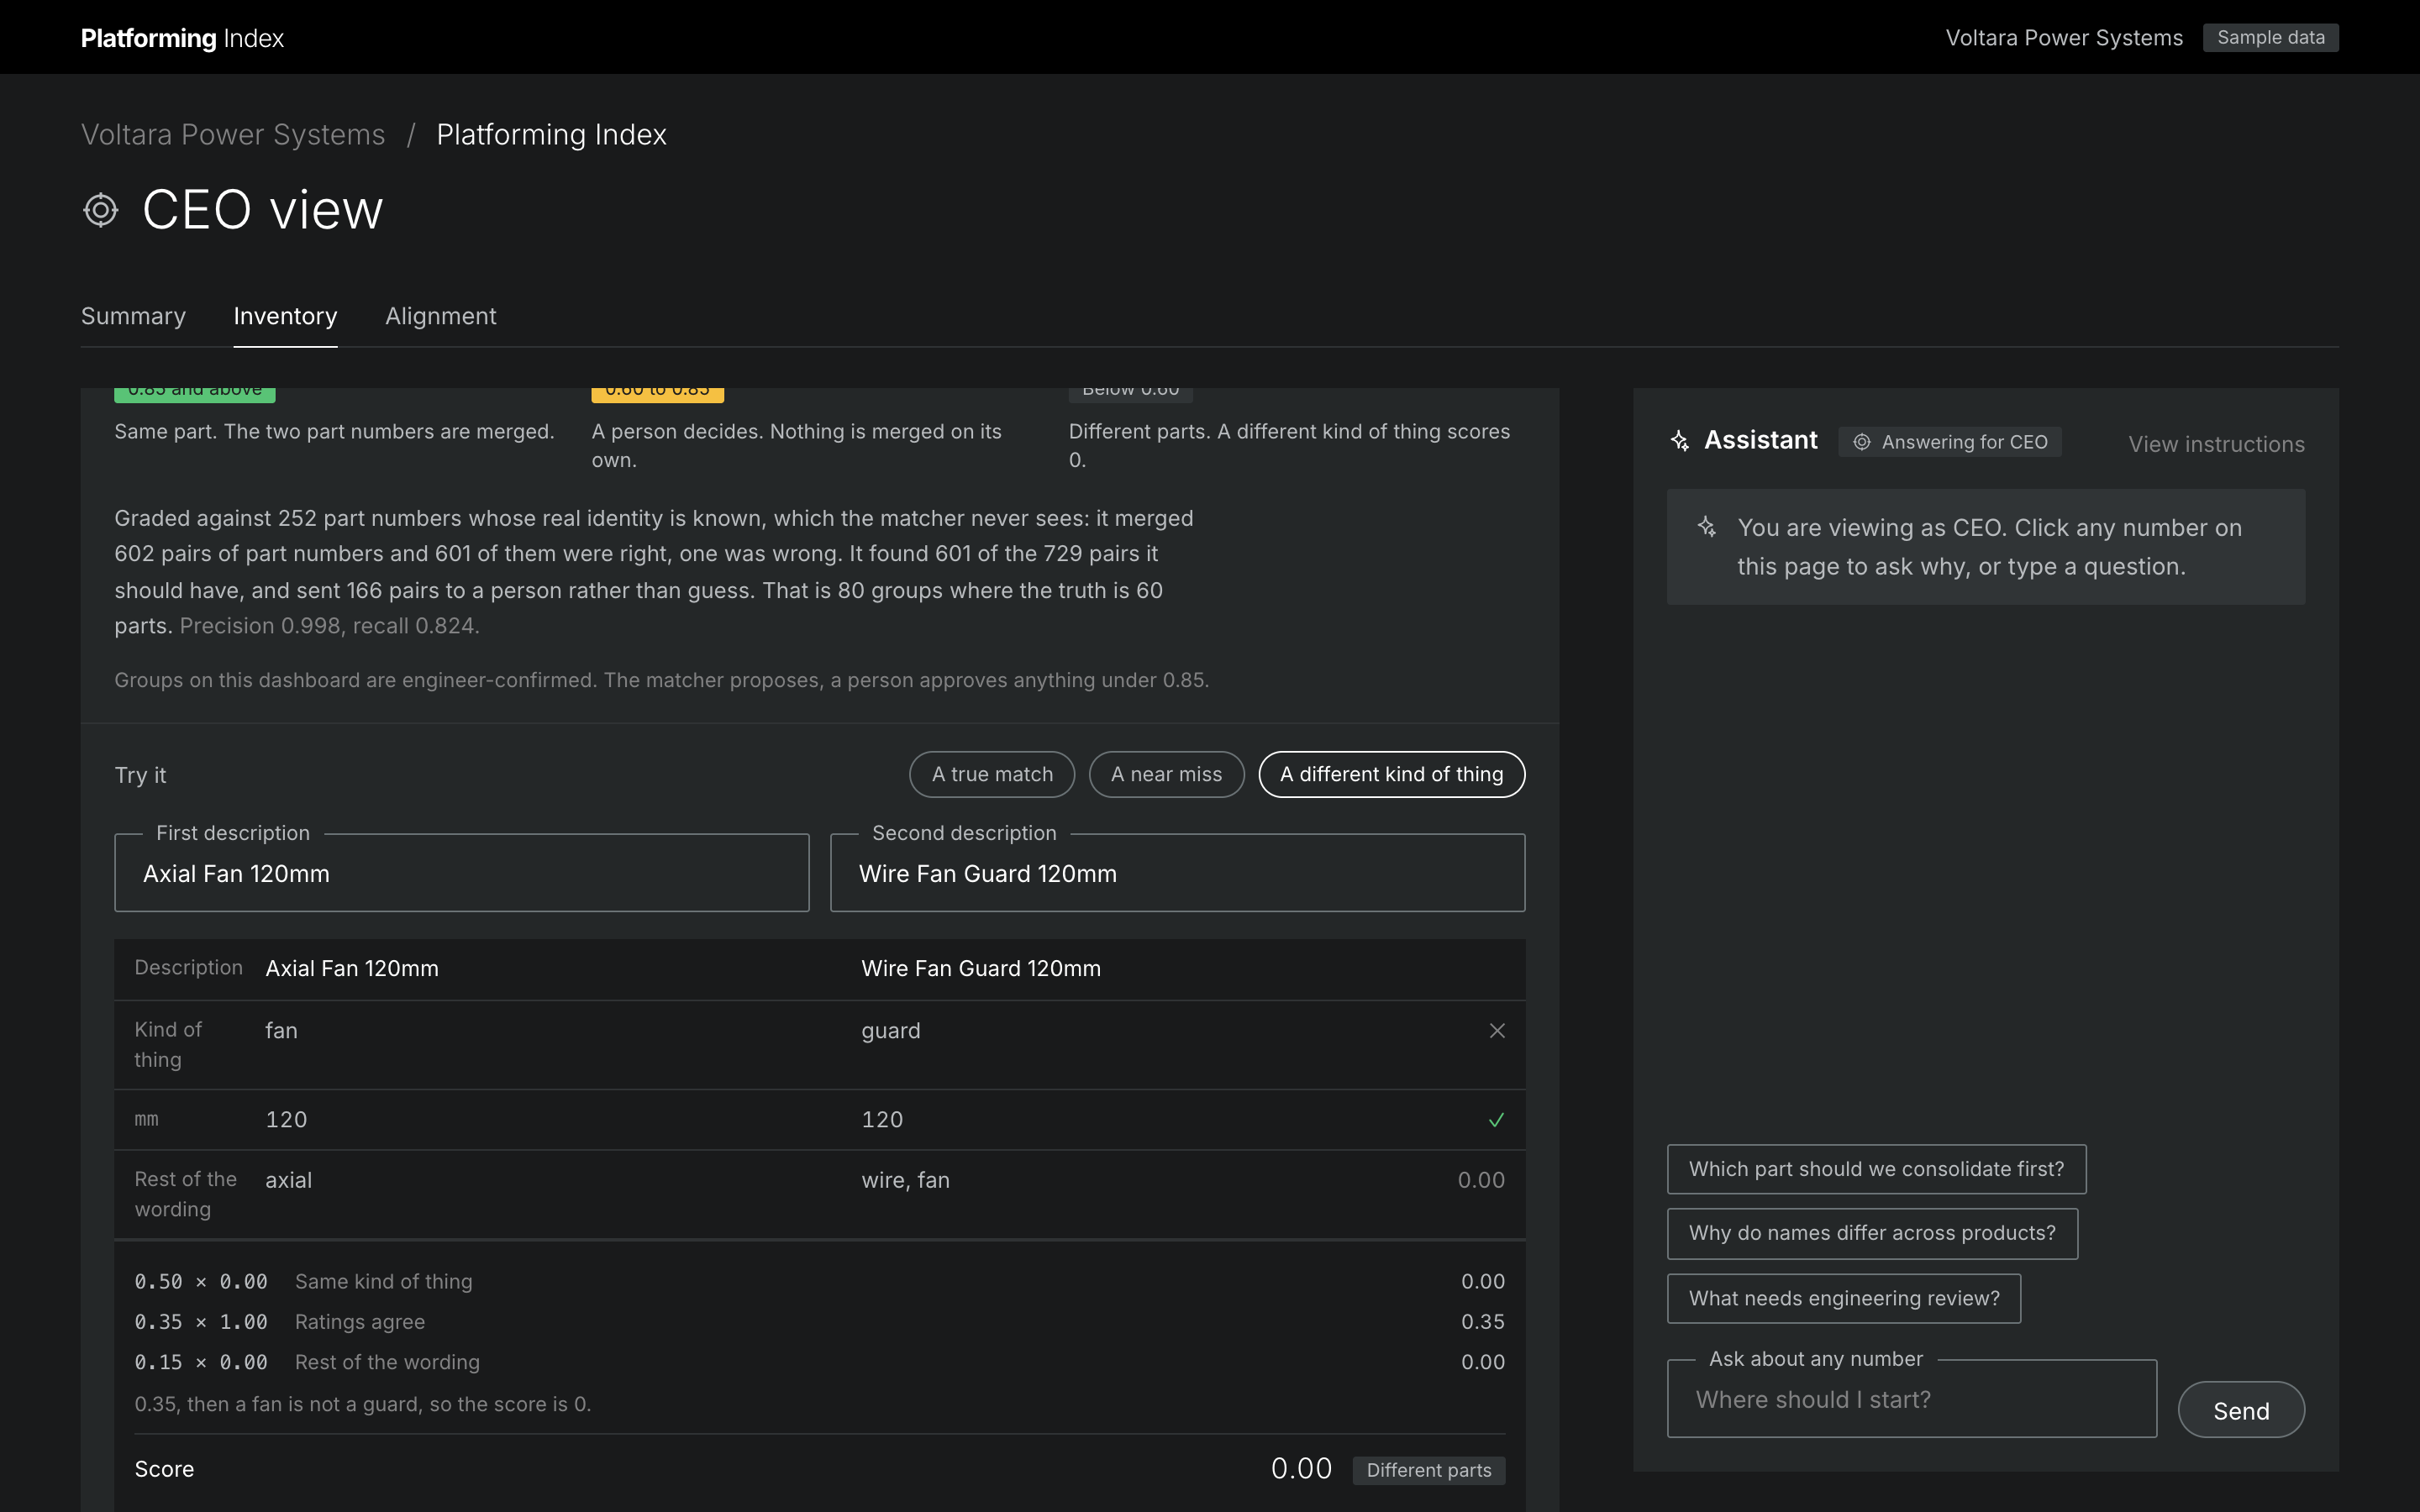 Platforming Index
Voltara Power Systems
Sample data
Voltara Power Systems / Platforming Index
CEO view
Summary
Inventory
Alignment
0.85 and above
0.60 to 0.85
Below 0.60
Same part. The two part numbers are merged.
A person decides. Nothing is merged on its
own.
Different parts. A different kind of thing scores
0.
Graded against 252 part numbers whose real identity is known, which the matcher never sees: it merged
602 pairs of part numbers and 601 of them were right, one was wrong. It found 601 of the 729 pairs it
should have, and sent 166 pairs to a person rather than guess. That is 80 groups where the truth is 60
parts. Precision 0.998, recall 0.824.
Groups on this dashboard are engineer-confirmed. The matcher proposes, a person approves anything under 0.85.
Try it
A true match
A near miss
A different kind of thing
First description
Axial Fan 120mm
Second description
Wire Fan Guard 120mm
Description Axial Fan 120mm Wire Fan Guard 120mm
Kind of
thing
fan guard
mm 120 120
Rest of the
wording
axial wire, fan 0.00
0.50 × 0.00 Same kind of thing 0.00
0.35 × 1.00 Ratings agree 0.35
0.15 × 0.00 Rest of the wording 0.00
0.35, then a fan is not a guard, so the score is 0.
Score 0.00 Different parts
Assistant
Answering for CEO
View instructions
You are viewing as CEO. Click any number on
this page to ask why, or type a question.
Which part should we consolidate first?
Why do names differ across products?
What needs engineering review?
Ask about any number
Where should I start?
Send